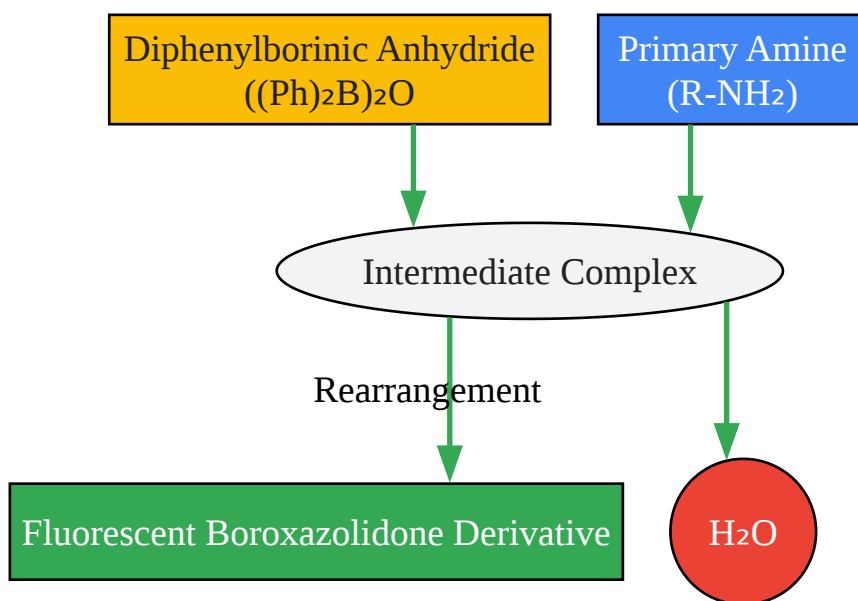 Diphenylborinic Anhydride
((Ph)₂B)₂O
Primary Amine
(R-NH₂)
Intermediate Complex
Rearrangement
Fluorescent Boroxazolidone Derivative
H₂O